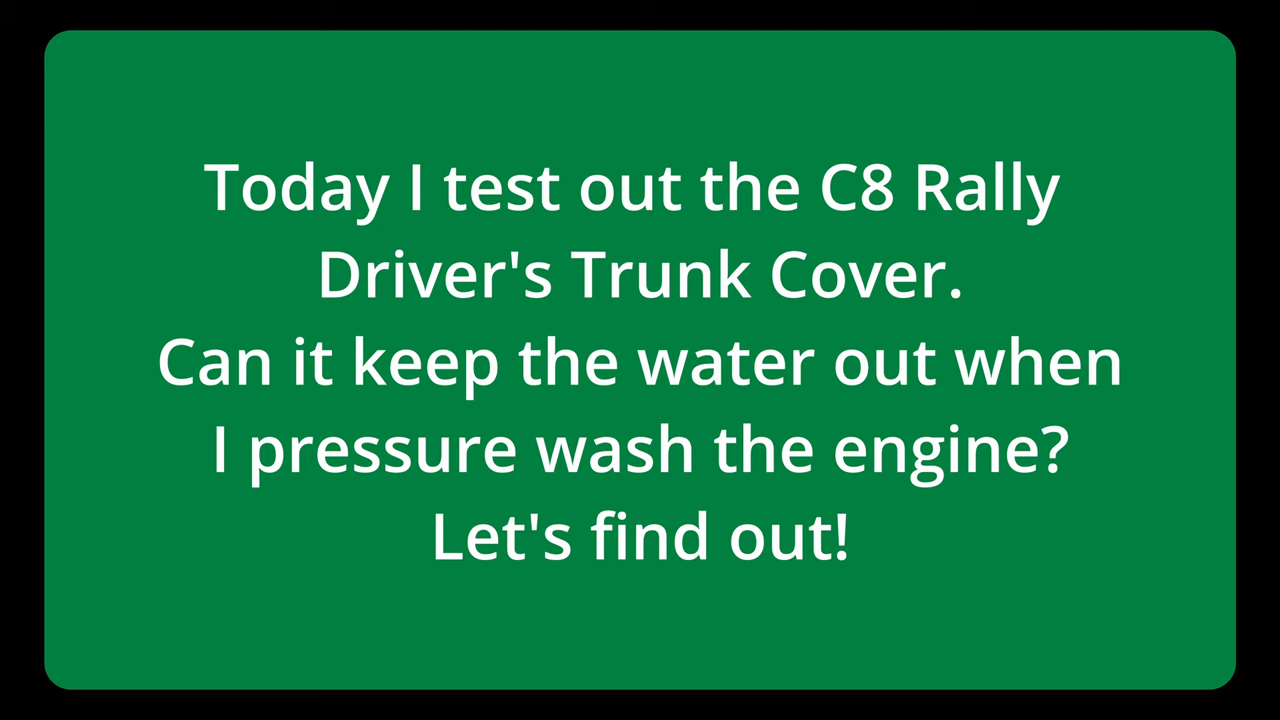 Today I test out the C8 Rally
Driver's Trunk Cover.
Can it keep the water out when
I pressure wash the engine?
Let's find out!